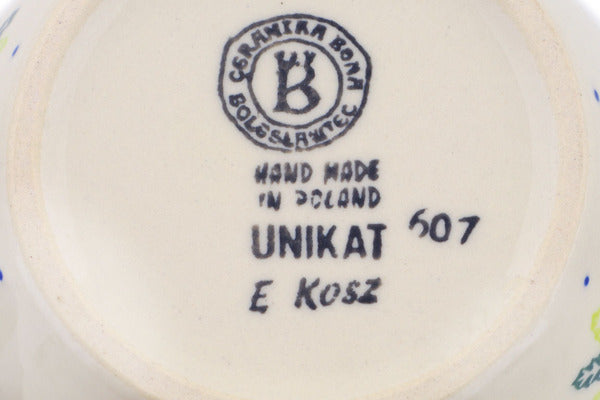 CERAMIKA BONA
B
BOLESŁAWIEC
HAND MADE
IN POLAND
UNIKAT 607
E Kosz